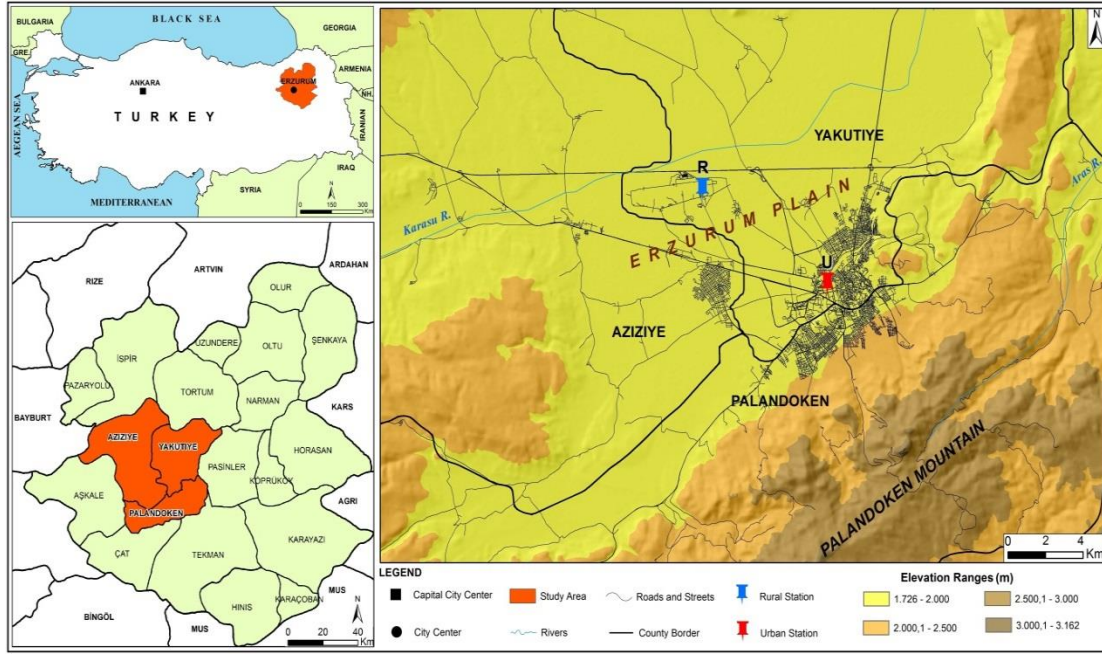 BULGARIA
BLACK SEA
GEORGIA
GRE.
ANKARA
ERZURUM
ARMENIA
NH.
TURKEY
AEGEAN SEA
IRANIAN
IRAQ
SYRIA
MEDITERRANEAN
N
0 150 300
Km
ARTVIN
ARDAHAN
RIZE
OLUR
UZUNDERE
OLTU
ŞENKAYA
İSPİR
PAZARYOLU
TORTUM
NARMAN
BAYBURT
KARS
AZIZIYE
YAKUTIYE
HORASAN
PASİNLER
KÖPRÜKÖY
AŞKALE
AGRI
PALANDOKEN
ÇAT
TEKMAN
KARAYAZI
HINIS
KARAÇOBAN
MUS
BİNGÖL
MUS
N
0 20 40
Km
N
YAKUTIYE
R
Aras R.
Karasu R.
ERZURUM PLAIN
U
AZIZIYE
PALANDOKEN
PALANDOKEN MOUNTAIN
0 2 4
Km
LEGEND
Capital City Center
Study Area
Roads and Streets
Rural Station
City Center
Rivers
County Border
Urban Station
Elevation Ranges (m)
1.726 - 2.000
2.500,1 - 3.000
2.000,1 - 2.500
3.000,1 - 3.162